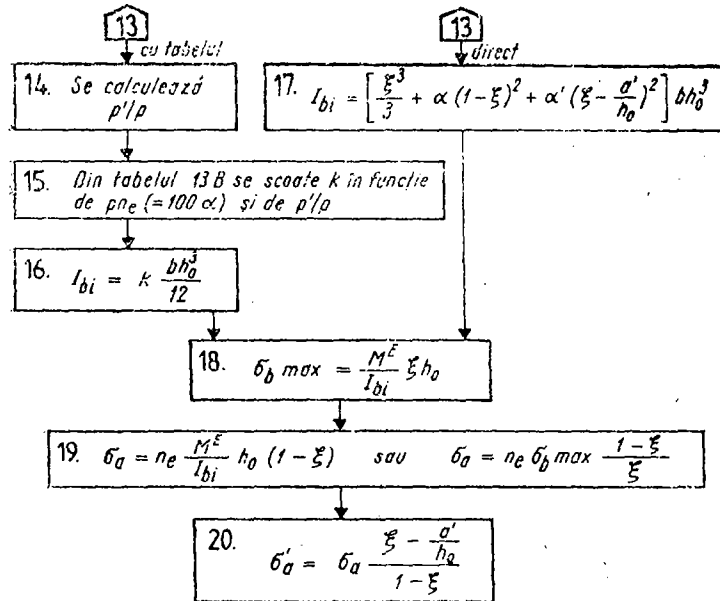 13 13
cu tabelul direct
14. Se calculează
p'/p
17. I_bi = [ξ³/3 + α (1-ξ)² + α' (ξ - a'/h₀)²] bh₀³
15. Din tabelul 13 B se scoate k în functie
de pn_e (= 100 α) și de p'/p
16. I_bi = k bh₀³/12
18. σ_b max = M^E/I_bi ξ h₀
19. σ_a = n_e M^E/I_bi h₀ (1-ξ) sau σ_a = n_e σ_b max (1-ξ)/ξ
20. σ'_a = σ_a (ξ - a'/h₀)/(1-ξ)